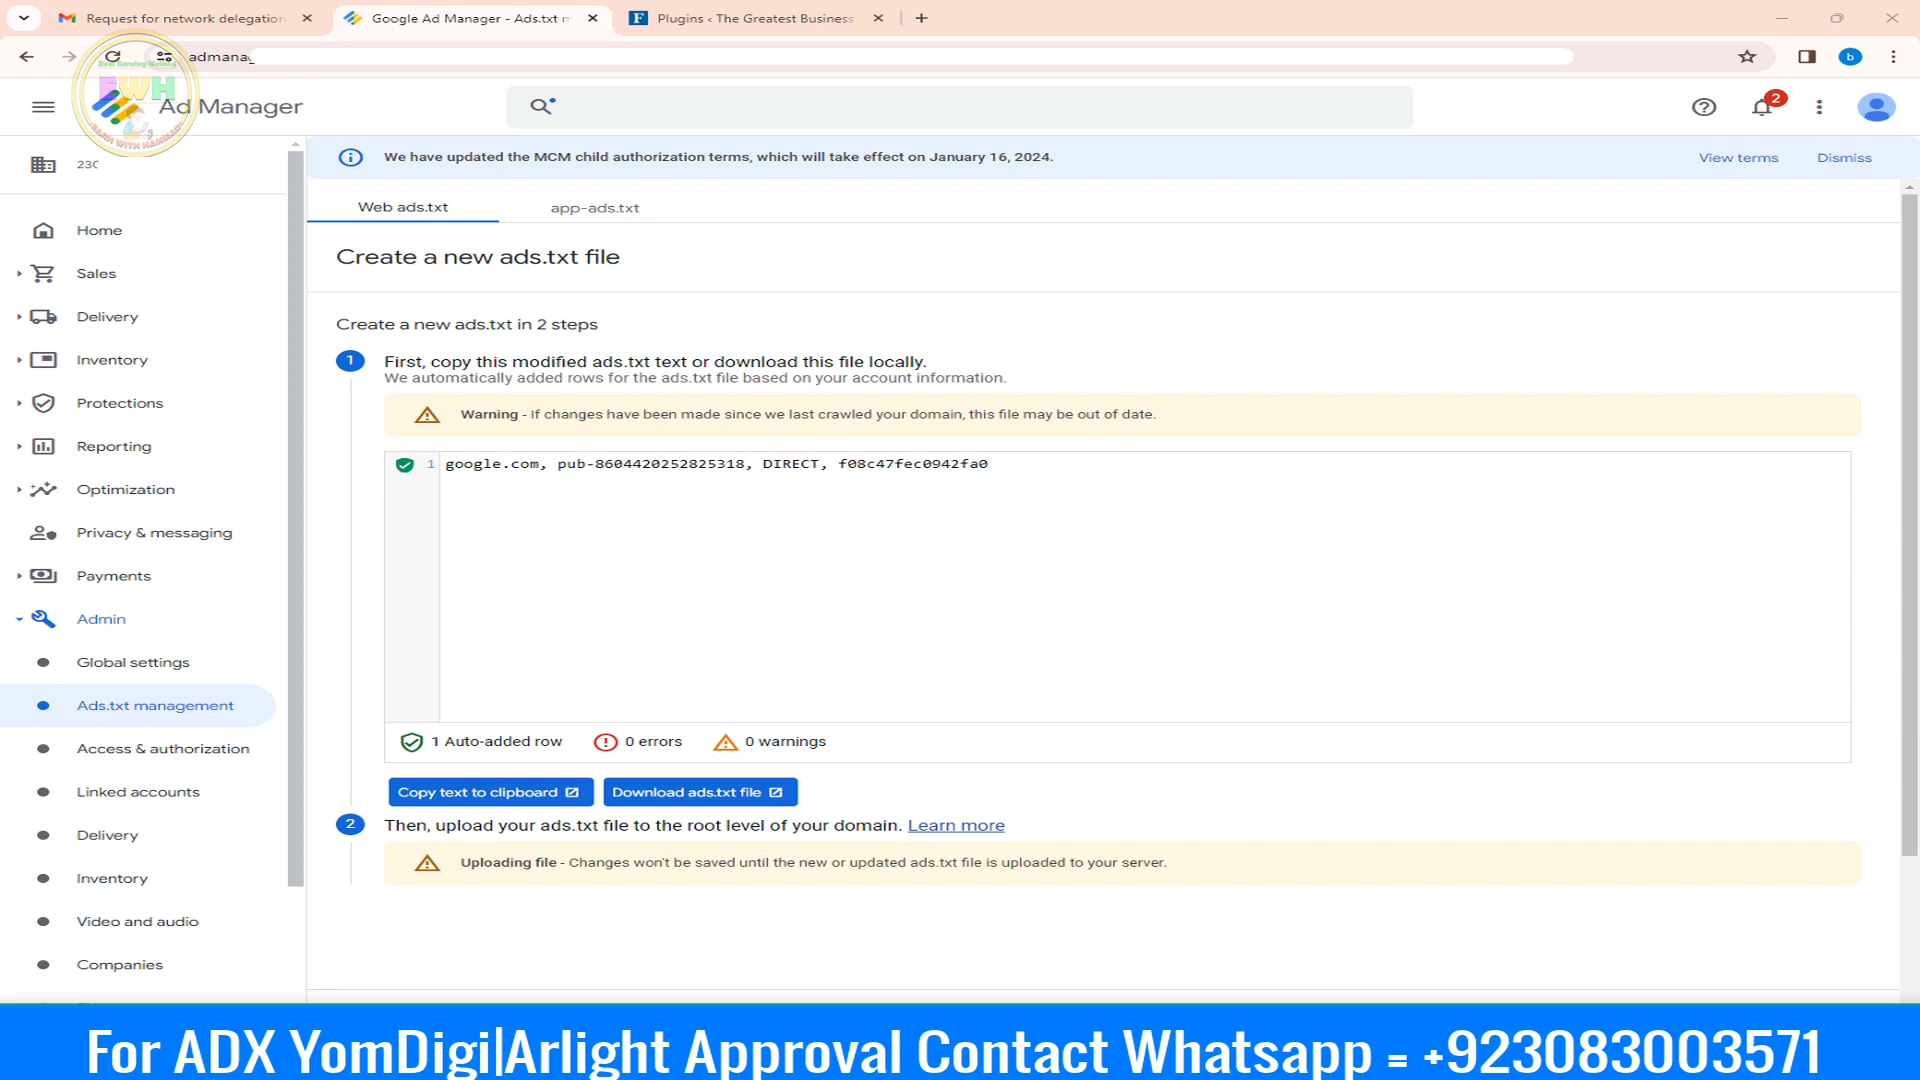 Request for network delegation
Google Ad Manager - Ads.txt m
Plugins ‹ The Greatest Business
admanag
b
Ad Manager
2
230
We have updated the MCM child authorization terms, which will take effect on January 16, 2024.
View terms
Dismiss
Web ads.txt
app-ads.txt
Home
Sales
Delivery
Inventory
Protections
Reporting
Optimization
Privacy & messaging
Payments
Admin
Global settings
Ads.txt management
Access & authorization
Linked accounts
Delivery
Inventory
Video and audio
Companies
Create a new ads.txt file
Create a new ads.txt in 2 steps
1
First, copy this modified ads.txt text or download this file locally.
We automatically added rows for the ads.txt file based on your account information.
Warning - If changes have been made since we last crawled your domain, this file may be out of date.
1 google.com, pub-8604420252825318, DIRECT, f08c47fec0942fa0
1 Auto-added row
0 errors
0 warnings
Copy text to clipboard
Download ads.txt file
2
Then, upload your ads.txt file to the root level of your domain. Learn more
Uploading file - Changes won't be saved until the new or updated ads.txt file is uploaded to your server.
For ADX YomDigi|Arlight Approval Contact Whatsapp = +923083003571